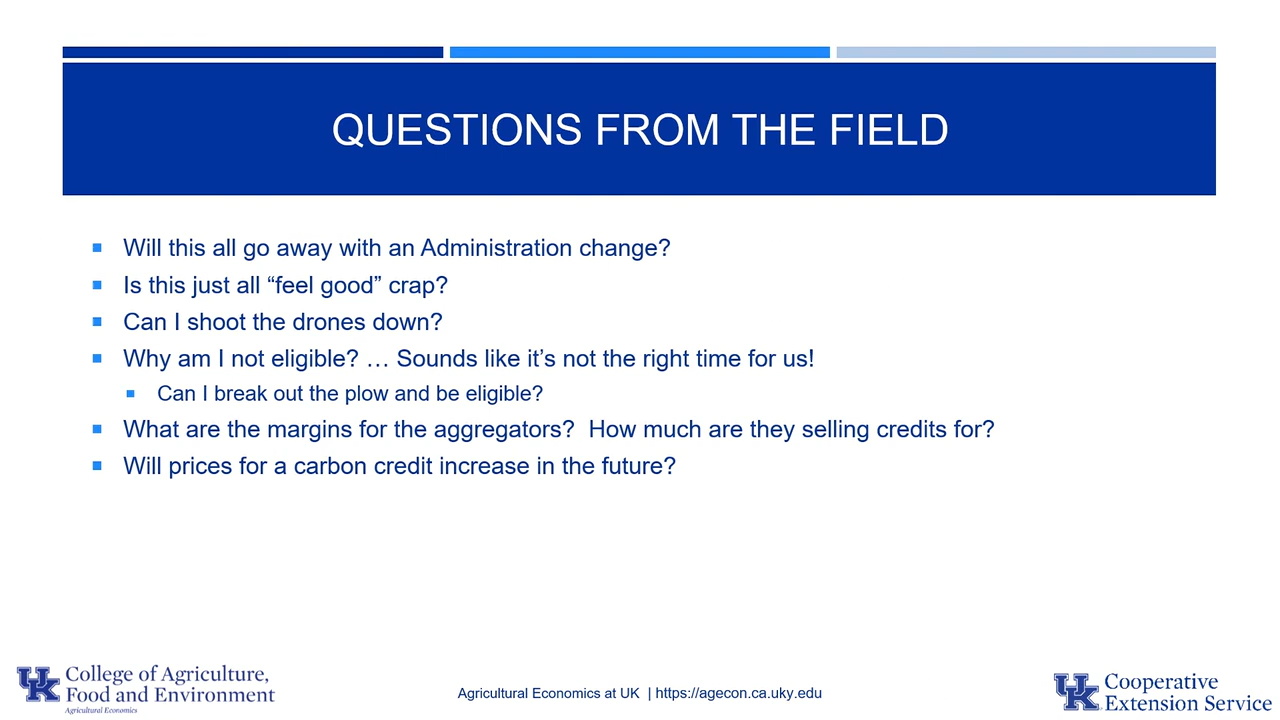 QUESTIONS FROM THE FIELD
Will this all go away with an Administration change?
Is this just all “feel good” crap?
Can I shoot the drones down?
Why am I not eligible? … Sounds like it’s not the right time for us!
Can I break out the plow and be eligible?
What are the margins for the aggregators?  How much are they selling credits for?
Will prices for a carbon credit increase in the future?
UK College of Agriculture,
Food and Environment
Agricultural Economics
Agricultural Economics at UK | https://agecon.ca.uky.edu
UK Cooperative
Extension Service